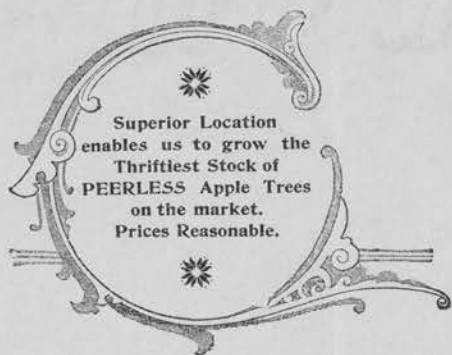 Superior Location
enables us to grow the
Thriftiest Stock of
PEERLESS Apple Trees
on the market.
Prices Reasonable.